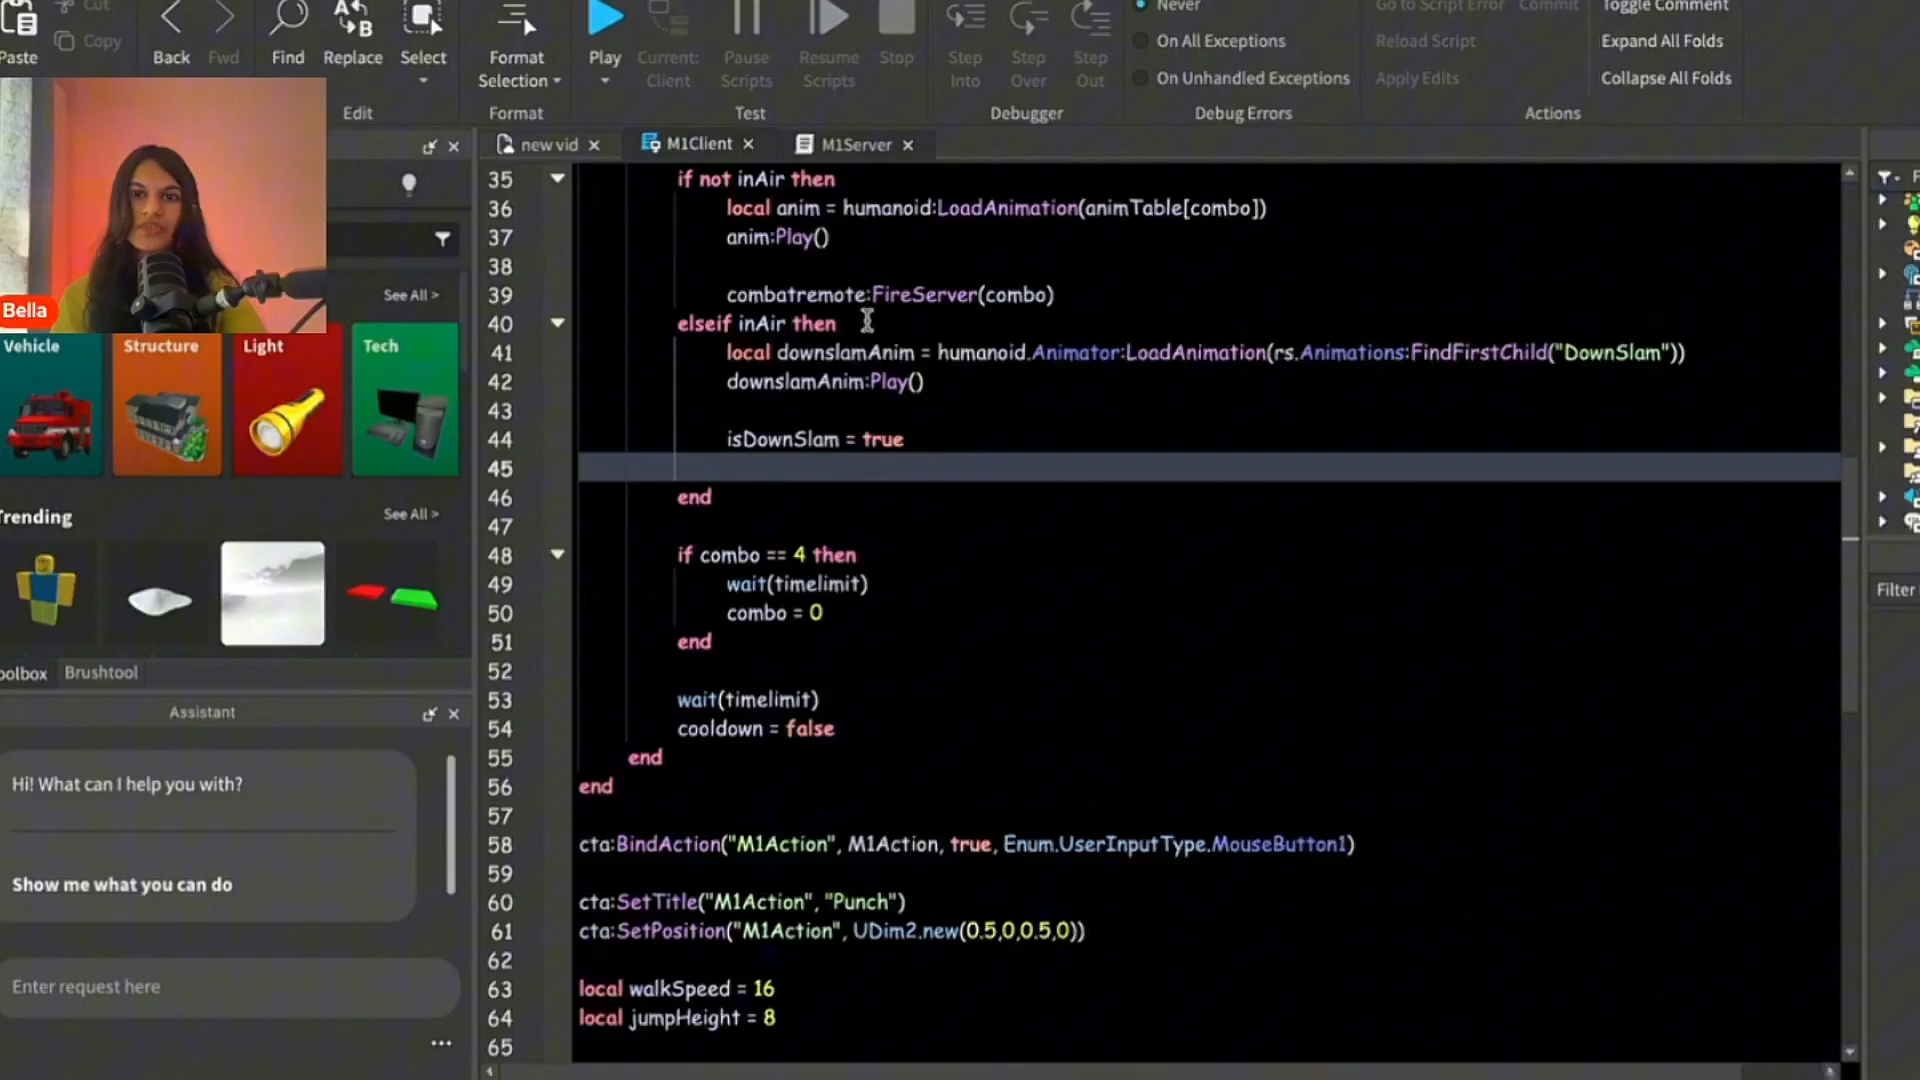 Paste
Cut
Copy
Back
Fwd
Find
Replace
Select
Edit
Format
Selection
Format
Play
Current:
Client
Pause
Scripts
Resume
Scripts
Stop
Test
Step
Into
Step
Over
Step
Out
Debugger
Never
On All Exceptions
On Unhandled Exceptions
Debug Errors
Go to Script Error Commit
Reload Script
Apply Edits
Toggle Comment
Expand All Folds
Collapse All Folds
Actions
Bella
See All >
Vehicle
Structure
Light
Tech
Trending
See All >
oolbox
Brushtool
Assistant
Hi! What can I help you with?
Show me what you can do
Enter request here
...
new vid
M1Client
M1Server
35 if not inAir then
36 local anim = humanoid:LoadAnimation(animTable[combo])
37 anim:Play()
38
39 combatremote:FireServer(combo)
40 elseif inAir then
41 local downslamAnim = humanoid.Animator:LoadAnimation(rs.Animations:FindFirstChild("DownSlam"))
42 downslamAnim:Play()
43
44 isDownSlam = true
45
46 end
47
48 if combo == 4 then
49 wait(timelimit)
50 combo = 0
51 end
52
53 wait(timelimit)
54 cooldown = false
55 end
56 end
57
58 cta:BindAction("M1Action", M1Action, true, Enum.UserInputType.MouseButton1)
59
60 cta:SetTitle("M1Action", "Punch")
61 cta:SetPosition("M1Action", UDim2.new(0.5,0,0.5,0))
62
63 local walkSpeed = 16
64 local jumpHeight = 8
65
F
Filter